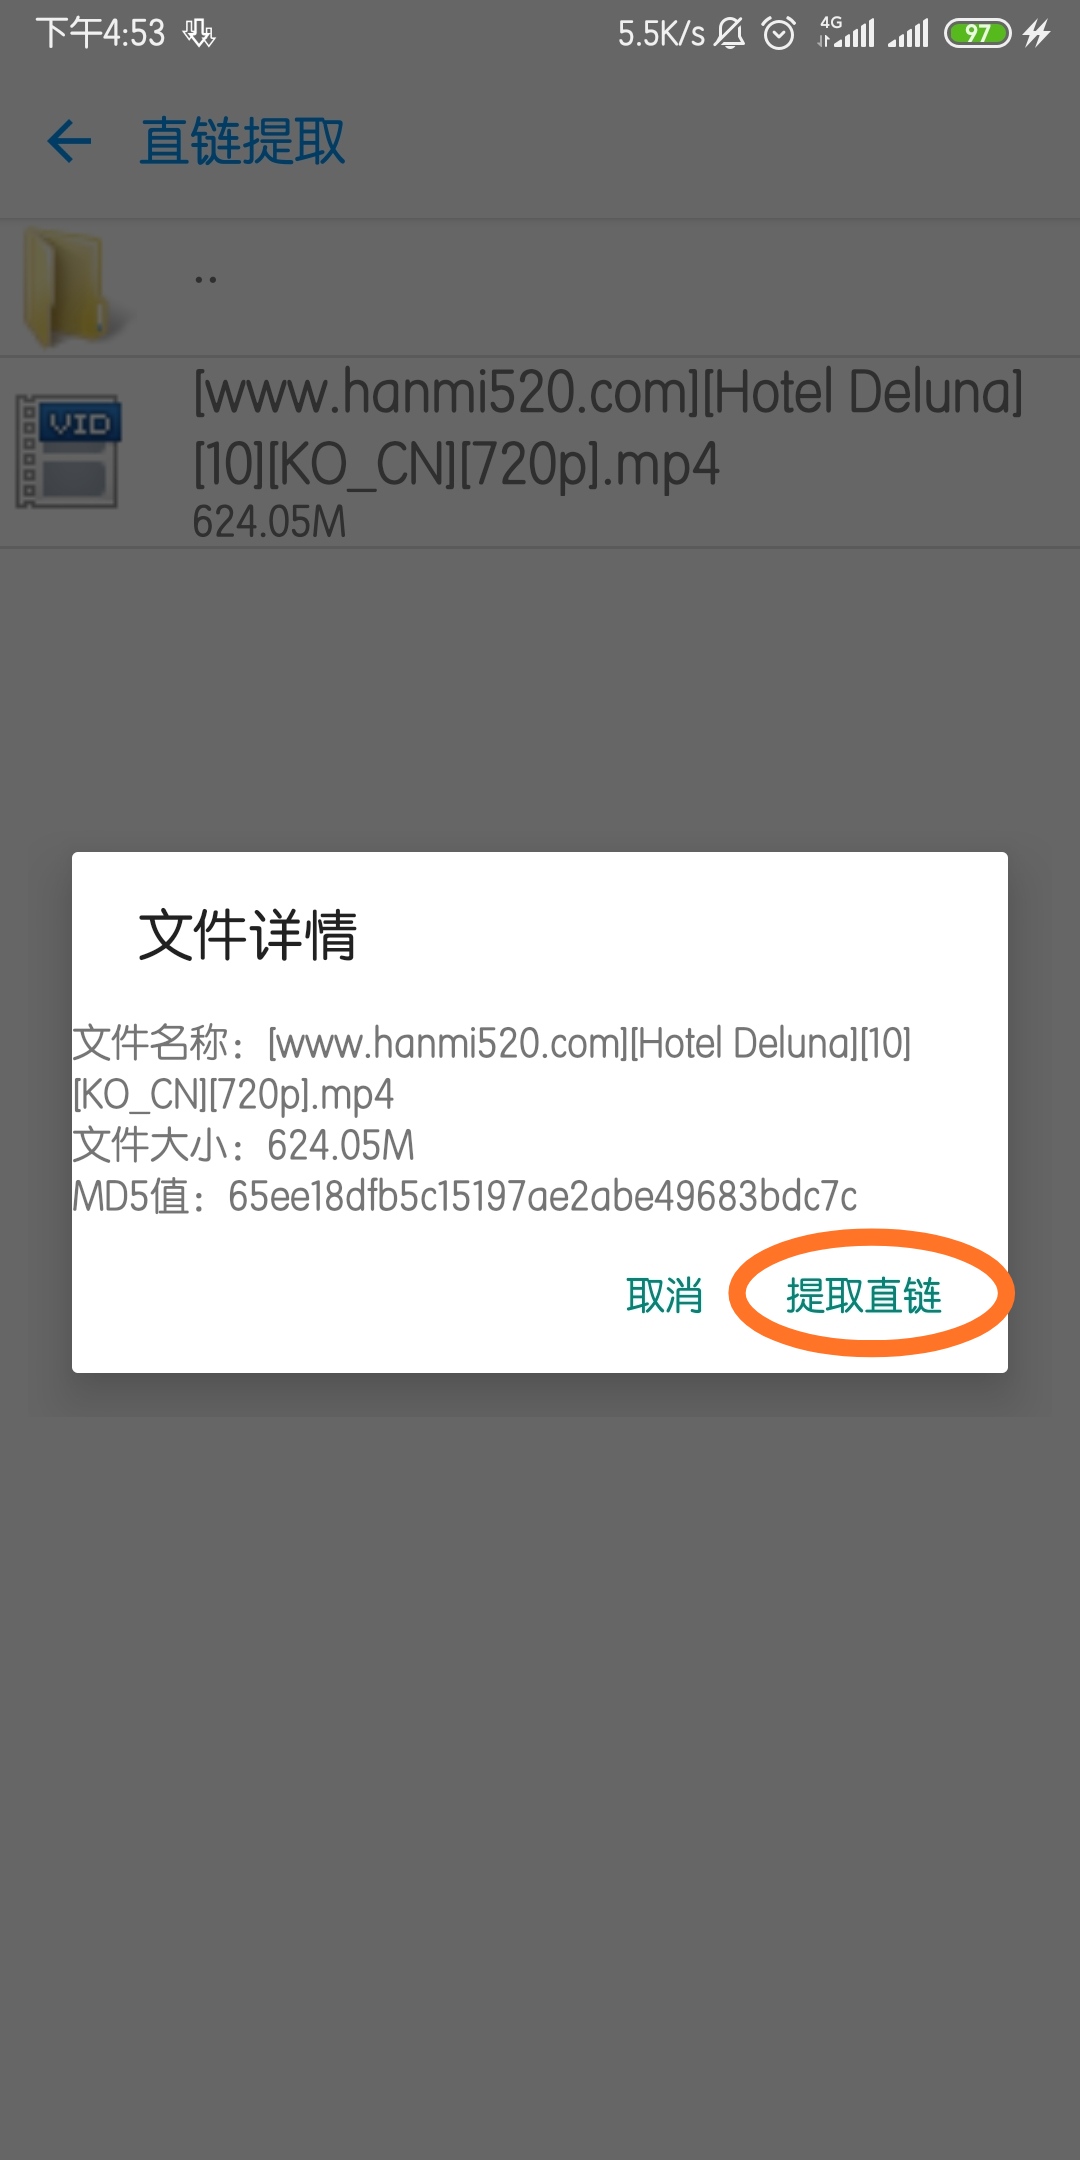 下午4:53
5.5K/s
4G
97
直链提取
..
[www.hanmi520.com][Hotel Deluna]
[10][KO_CN][720p].mp4
VID
624.05M
文件详情
文件名称：[www.hanmi520.com][Hotel Deluna][10]
[KO_CN][720p].mp4
文件大小：624.05M
MD5值：65ee18dfb5c15197ae2abe49683bdc7c
取消
提取直链